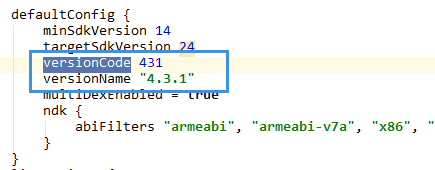 defaultConfig {
minSdkVersion 14
targetSdkVersion 24
versionCode 431
versionName "4.3.1"
multiDexEnabled = true
ndk {
abiFilters "armeabi", "armeabi-v7a", "x86", "
}
}